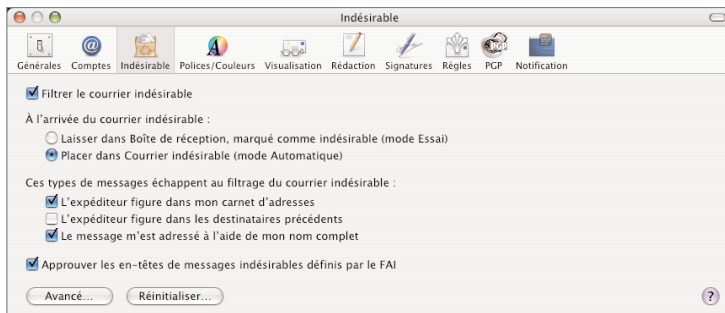 Indésirable
Générales Comptes Indésirable Polices/Couleurs Visualisation Rédaction Signatures Règles PGP Notification
Filtrer le courrier indésirable
À l'arrivée du courrier indésirable :
Laisser dans Boîte de réception, marqué comme indésirable (mode Essai)
Placer dans Courrier indésirable (mode Automatique)
Ces types de messages échappent au filtrage du courrier indésirable :
L'expéditeur figure dans mon carnet d'adresses
L'expéditeur figure dans les destinataires précédents
Le message m'est adressé à l'aide de mon nom complet
Approuver les en-têtes de messages indésirables définis par le FAI
Avancé... Réinitialiser... ?